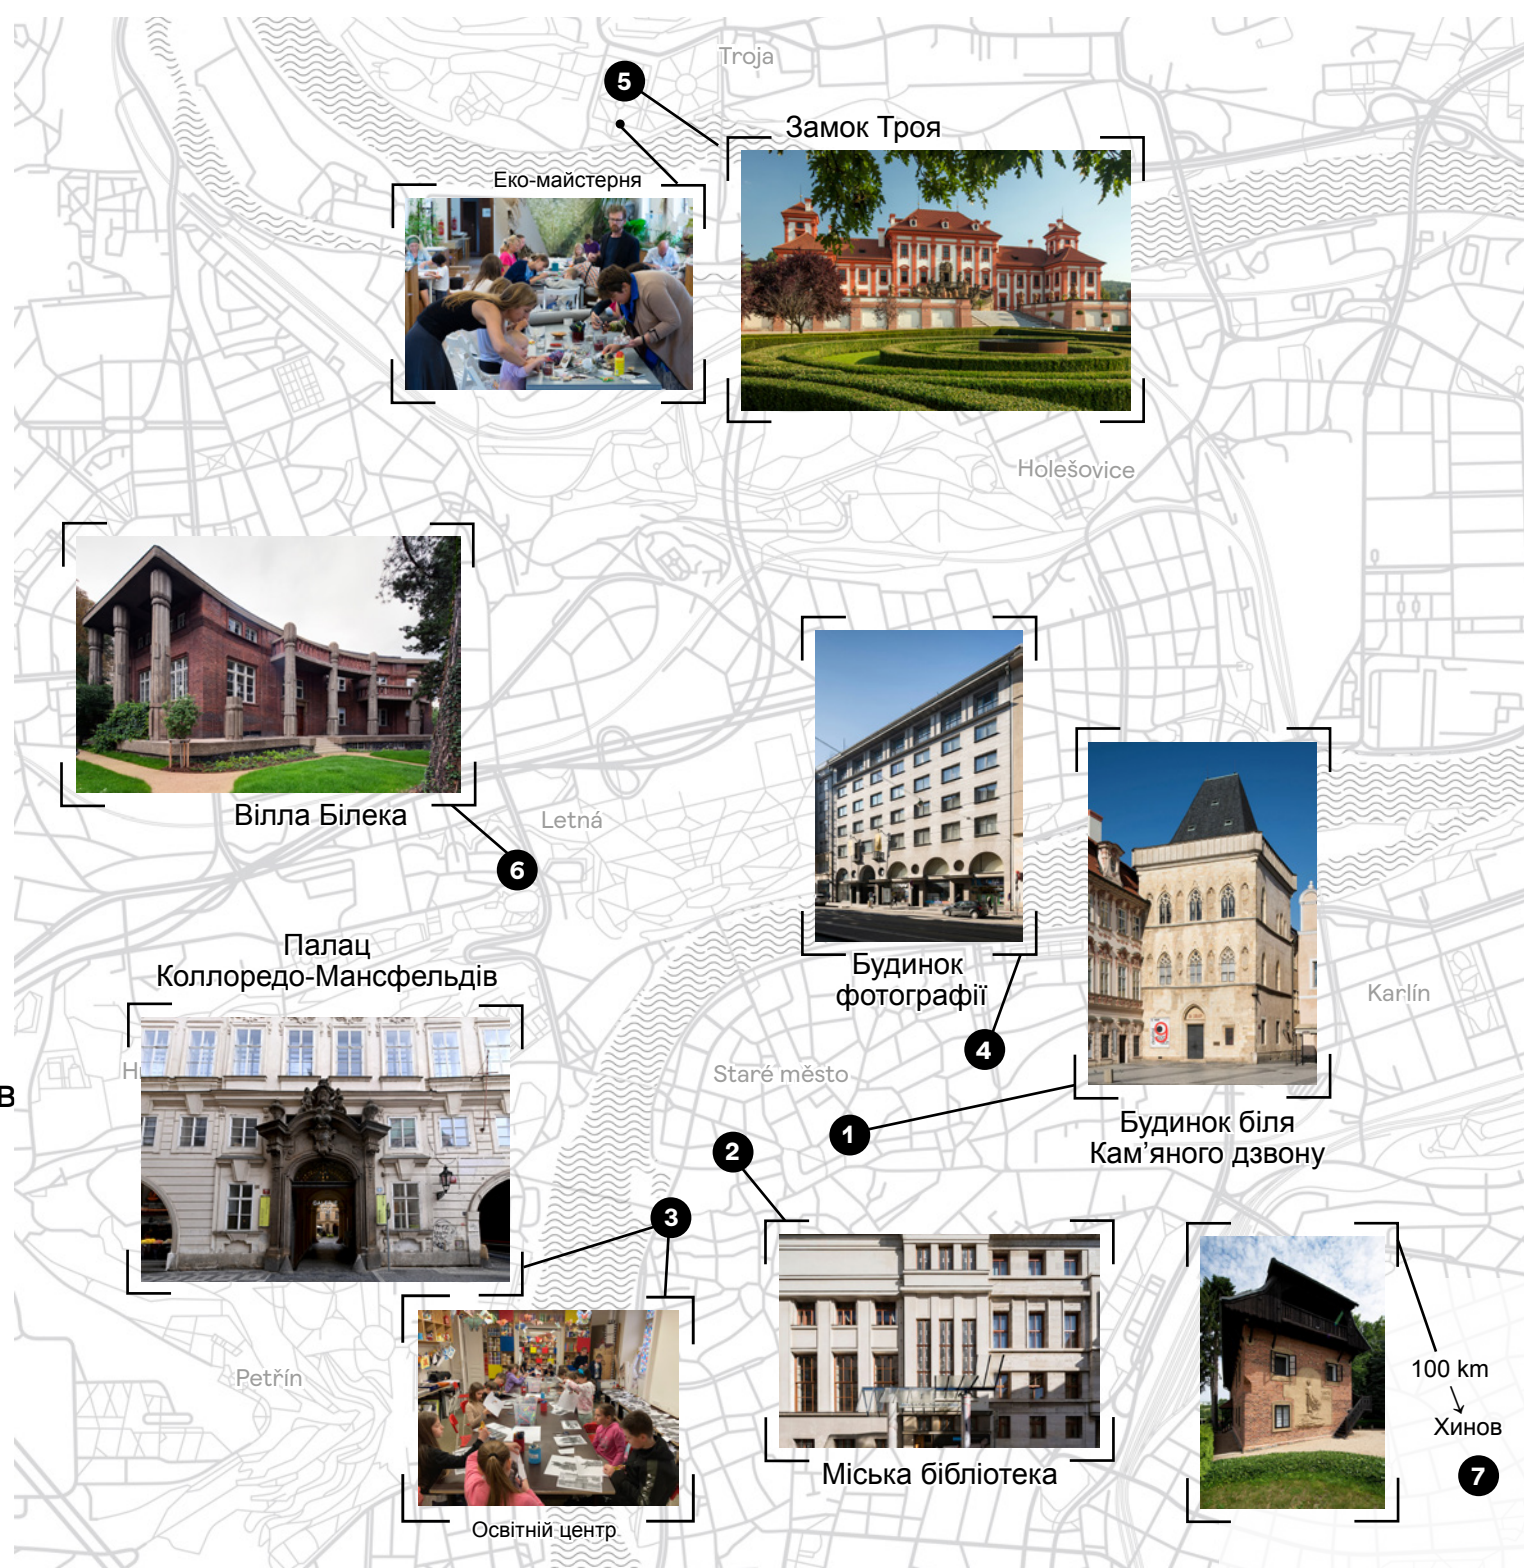 Troja
5
Замок Троя
Еко-майстерня
Holešovice
Вілла Білека
Letná
6
Палац
Коллоредо-Мансфельдів
Будинок
фотографії
4
Karlín
H
в
Staré město
1
Будинок біля
Кам’яного дзвону
2
3
Petřín
100 km
Хинов
7
Міська бібліотека
Освітній центр